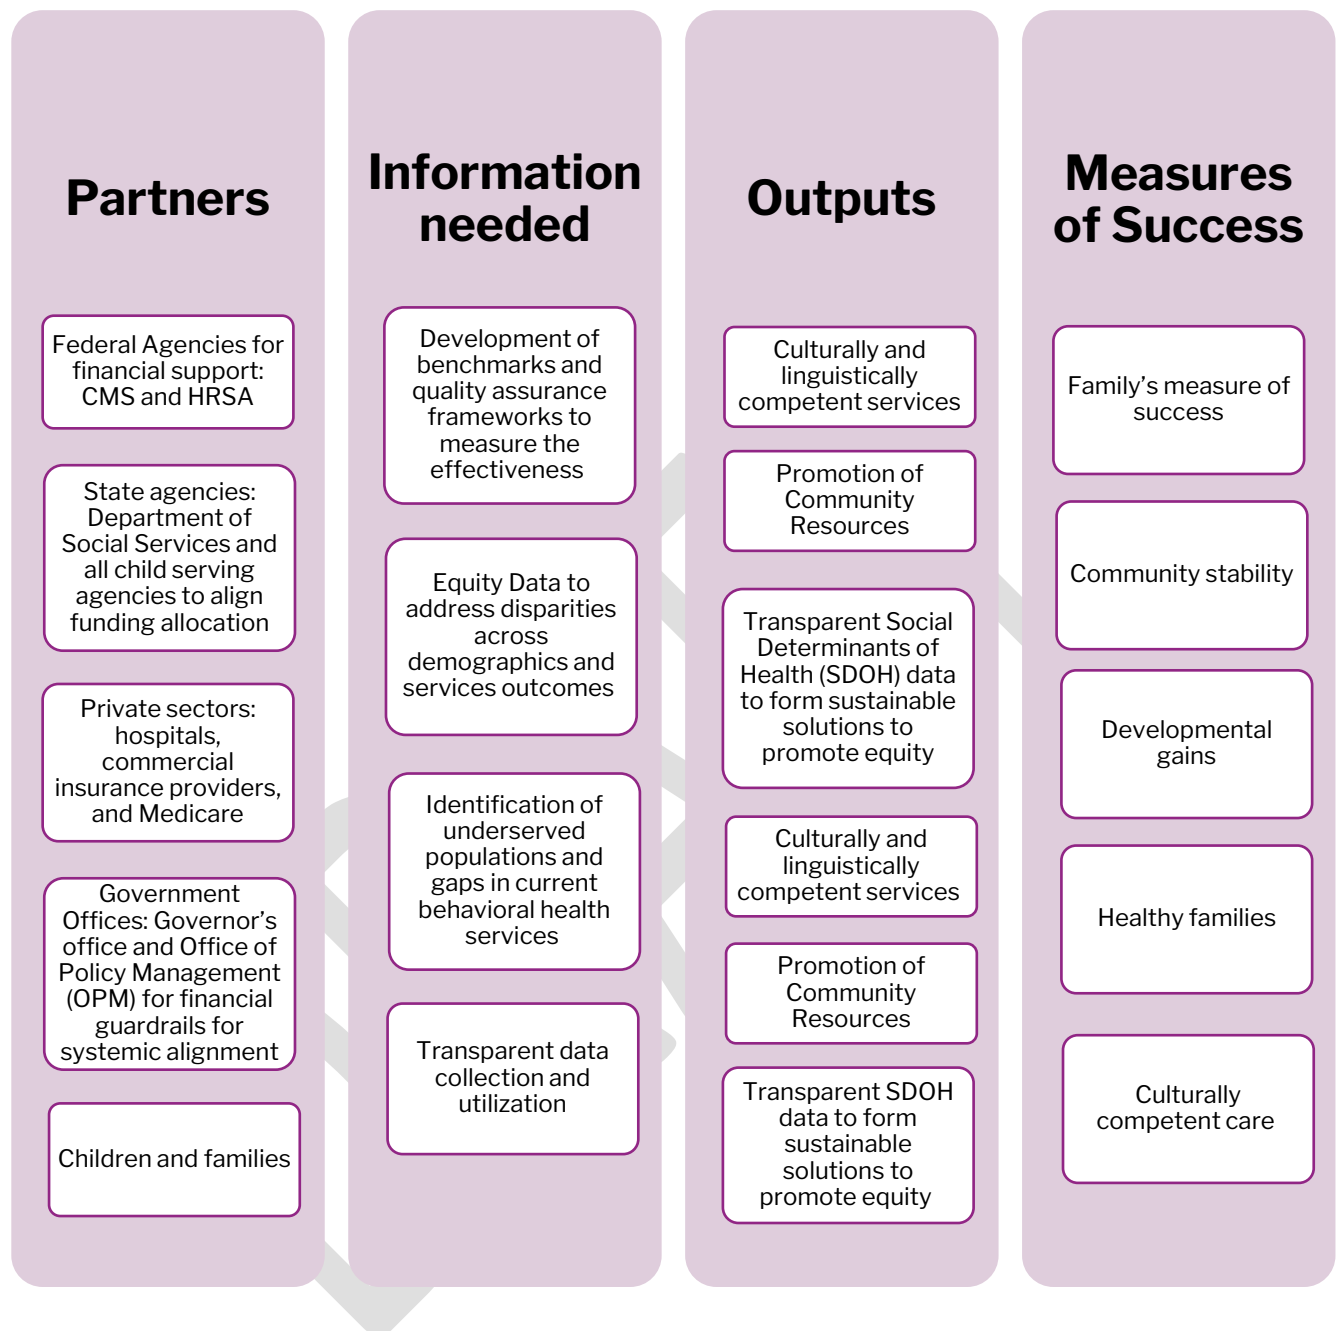 Partners
Federal Agencies for
financial support:
CMS and HRSA
State agencies:
Department of
Social Services and
all child serving
agencies to align
funding allocation
Private sectors:
hospitals,
commercial
insurance providers,
and Medicare
Government
Offices: Governor’s
office and Office of
Policy Management
(OPM) for financial
guardrails for
systemic alignment
Children and families
Information
needed
Development of
benchmarks and
quality assurance
frameworks to
measure the
effectiveness
Equity Data to
address disparities
across
demographics and
services outcomes
Identification of
underserved
populations and
gaps in current
behavioral health
services
Transparent data
collection and
utilization
Outputs
Culturally and
linguistically
competent services
Promotion of
Community
Resources
Transparent Social
Determinants of
Health (SDOH) data
to form sustainable
solutions to
promote equity
Culturally and
linguistically
competent services
Promotion of
Community
Resources
Transparent SDOH
data to form
sustainable
solutions to
promote equity
Measures
of Success
Family’s measure of
success
Community stability
Developmental
gains
Healthy families
Culturally
competent care